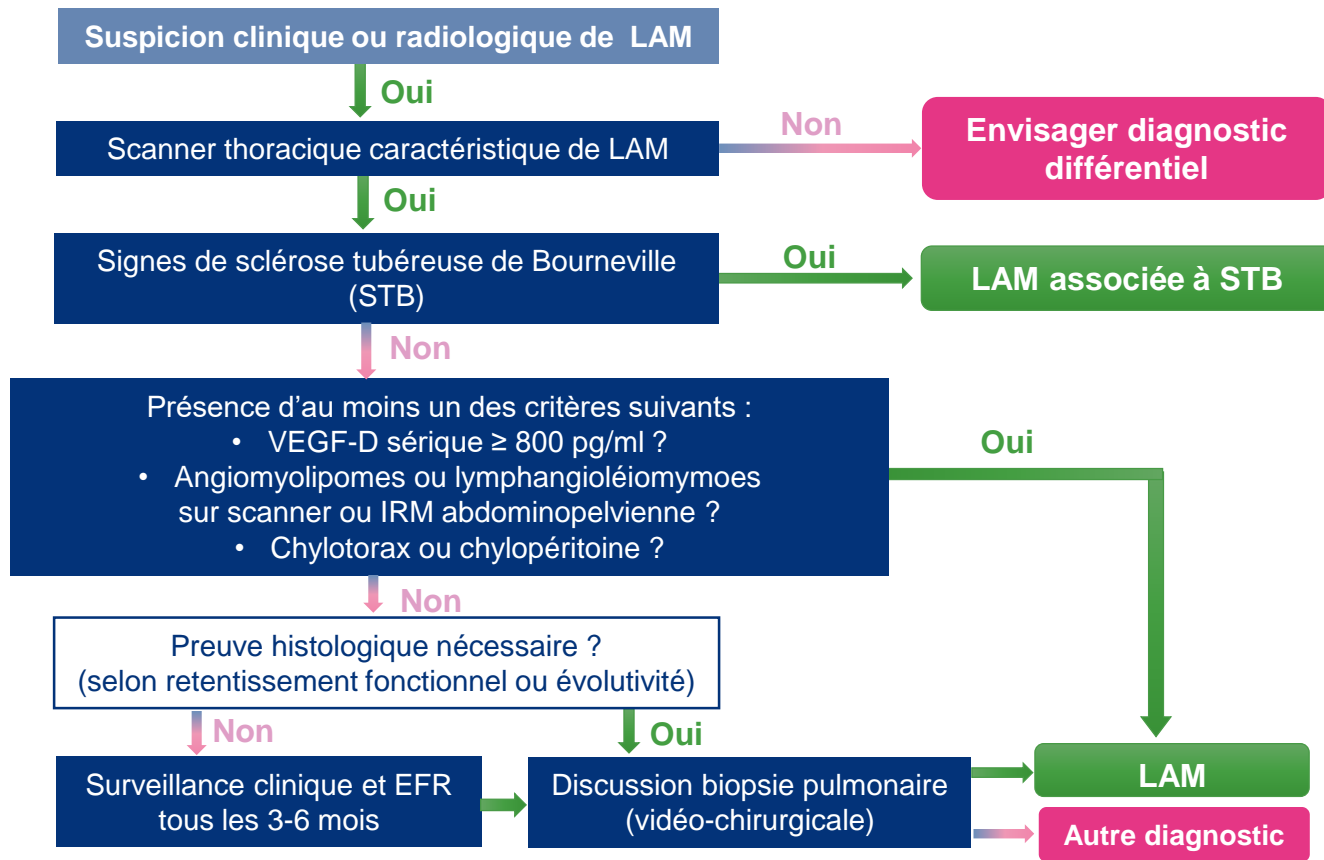 Suspicion clinique ou radiologique de LAM
Oui
Scanner thoracique caractéristique de LAM
Non
Envisager diagnostic
différentiel
Oui
Signes de sclérose tubéreuse de Bourneville
(STB)
Oui
LAM associée à STB
Non
Présence d'au moins un des critères suivants :
• VEGF-D sérique ≥ 800 pg/ml ?
• Angiomyolipomes ou lymphangioléiomymoes
sur scanner ou IRM abdominopelvienne ?
• Chylotorax ou chylopéritoine ?
Oui
Non
Preuve histologique nécessaire ?
(selon retentissement fonctionnel ou évolutivité)
Non
Oui
Surveillance clinique et EFR
tous les 3-6 mois
Discussion biopsie pulmonaire
(vidéo-chirurgicale)
LAM
Autre diagnostic